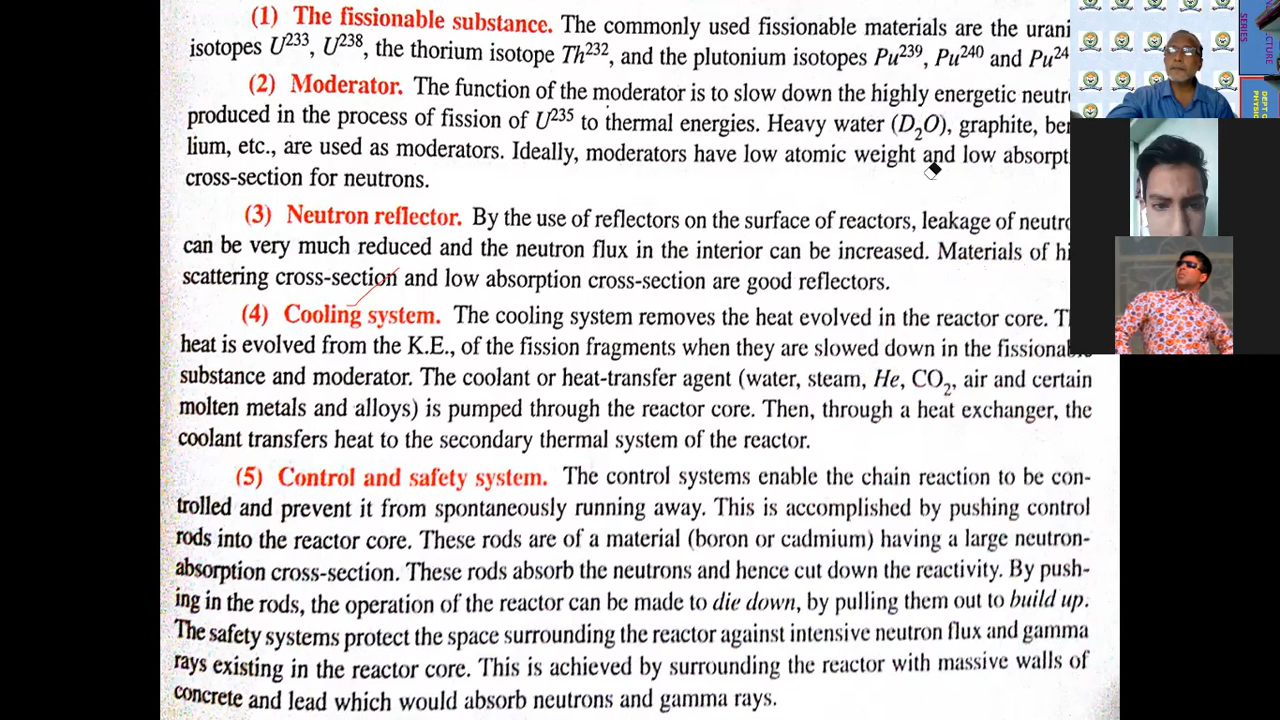 (1) The fissionable substance. The commonly used fissionable materials are the urani
isotopes U²³³, U²³⁸, the thorium isotope Th²³², and the plutonium isotopes Pu²³⁹, Pu²⁴⁰ and Pu²⁴
(2) Moderator. The function of the moderator is to slow down the highly energetic neutr
produced in the process of fission of U²³⁵ to thermal energies. Heavy water (D₂O), graphite, ber
lium, etc., are used as moderators. Ideally, moderators have low atomic weight and low absorpt
cross-section for neutrons.
(3) Neutron reflector. By the use of reflectors on the surface of reactors, leakage of neutro
can be very much reduced and the neutron flux in the interior can be increased. Materials of hi
scattering cross-section and low absorption cross-section are good reflectors.
(4) Cooling system. The cooling system removes the heat evolved in the reactor core. T
heat is evolved from the K.E., of the fission fragments when they are slowed down in the fissionab
substance and moderator. The coolant or heat-transfer agent (water, steam, He, CO₂, air and certain
molten metals and alloys) is pumped through the reactor core. Then, through a heat exchanger, the
coolant transfers heat to the secondary thermal system of the reactor.
(5) Control and safety system. The control systems enable the chain reaction to be con-
trolled and prevent it from spontaneously running away. This is accomplished by pushing control
rods into the reactor core. These rods are of a material (boron or cadmium) having a large neutron-
absorption cross-section. These rods absorb the neutrons and hence cut down the reactivity. By push-
ing in the rods, the operation of the reactor can be made to die down, by pulling them out to build up.
The safety systems protect the space surrounding the reactor against intensive neutron flux and gamma
rays existing in the reactor core. This is achieved by surrounding the reactor with massive walls of
concrete and lead which would absorb neutrons and gamma rays.
SERIES